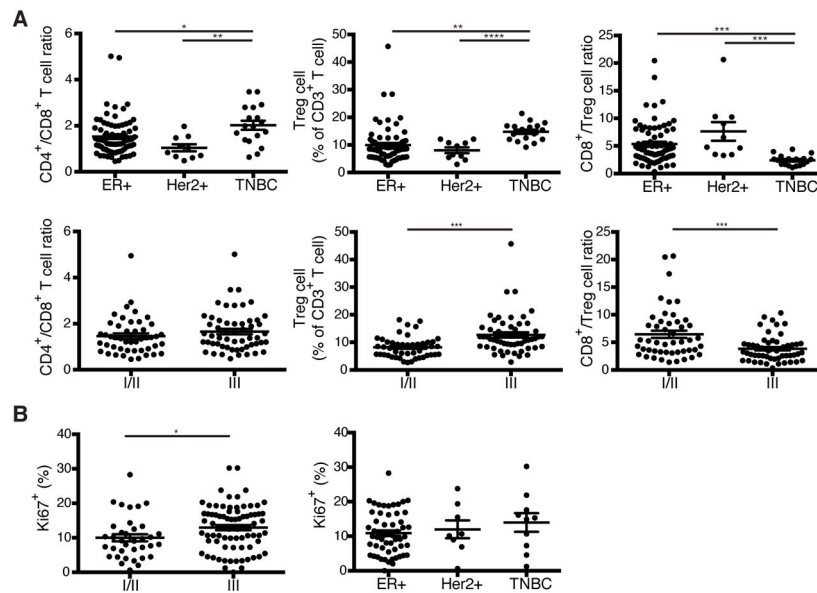 A
CD4+/CD8+ T cell ratio
6
4
2
0
*
**
ER+ Her2+ TNBC
Treg cell
(% of CD3+ T cell)
50
40
30
20
10
0
**
****
ER+ Her2+ TNBC
CD8+/Treg cell ratio
25
20
15
10
5
0
***
***
ER+ Her2+ TNBC
CD4+/CD8+ T cell ratio
6
4
2
0
I/II III
Treg cell
(% of CD3+ T cell)
50
40
30
20
10
0
***
I/II III
CD8+/Treg cell ratio
25
20
15
10
5
0
***
I/II III
B
Ki67+ (%)
40
30
20
10
0
*
I/II III
Ki67+ (%)
40
30
20
10
0
ER+ Her2+ TNBC